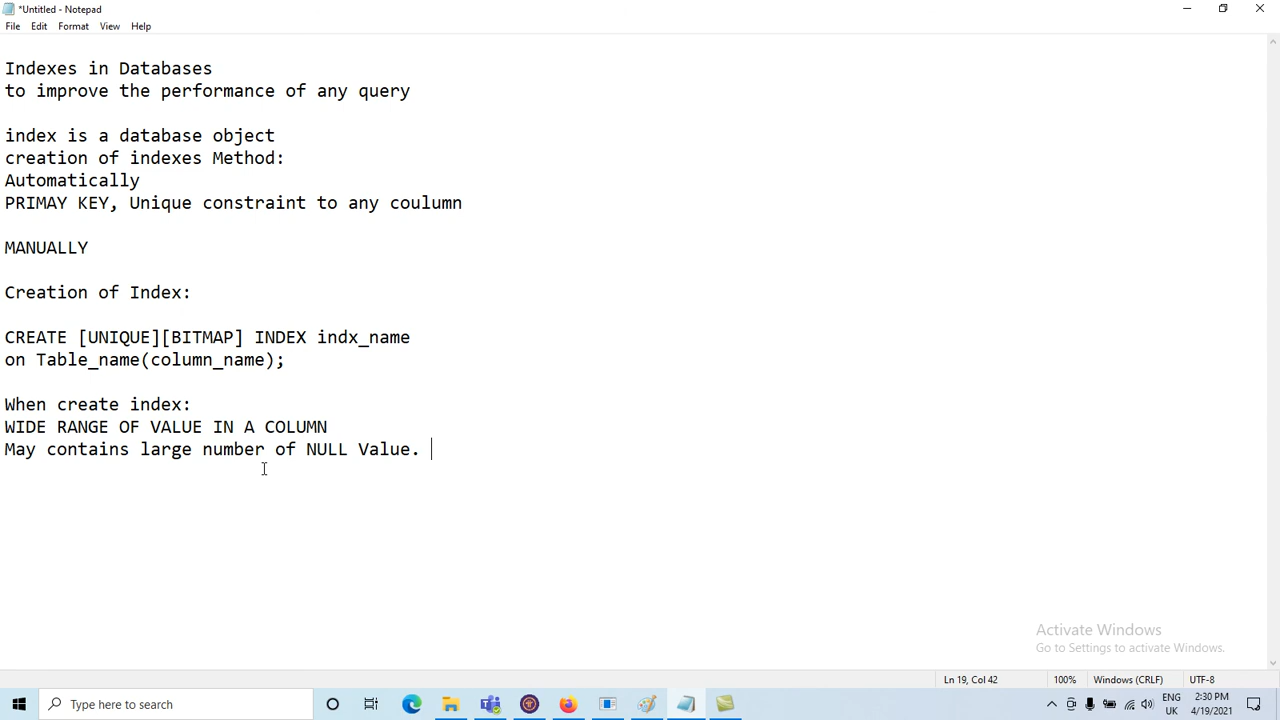 *Untitled - Notepad
File Edit Format View Help
Indexes in Databases
to improve the performance of any query
index is a database object
creation of indexes Method:
Automatically
PRIMAY KEY, Unique constraint to any coulumn
MANUALLY
Creation of Index:
CREATE [UNIQUE][BITMAP] INDEX indx_name
on Table_name(column_name);
When create index:
WIDE RANGE OF VALUE IN A COLUMN
May contains large number of NULL Value.
Activate Windows
Go to Settings to activate Windows.
Ln 19, Col 42 100% Windows (CRLF) UTF-8
Type here to search
ENG
UK
2:30 PM
4/19/2021